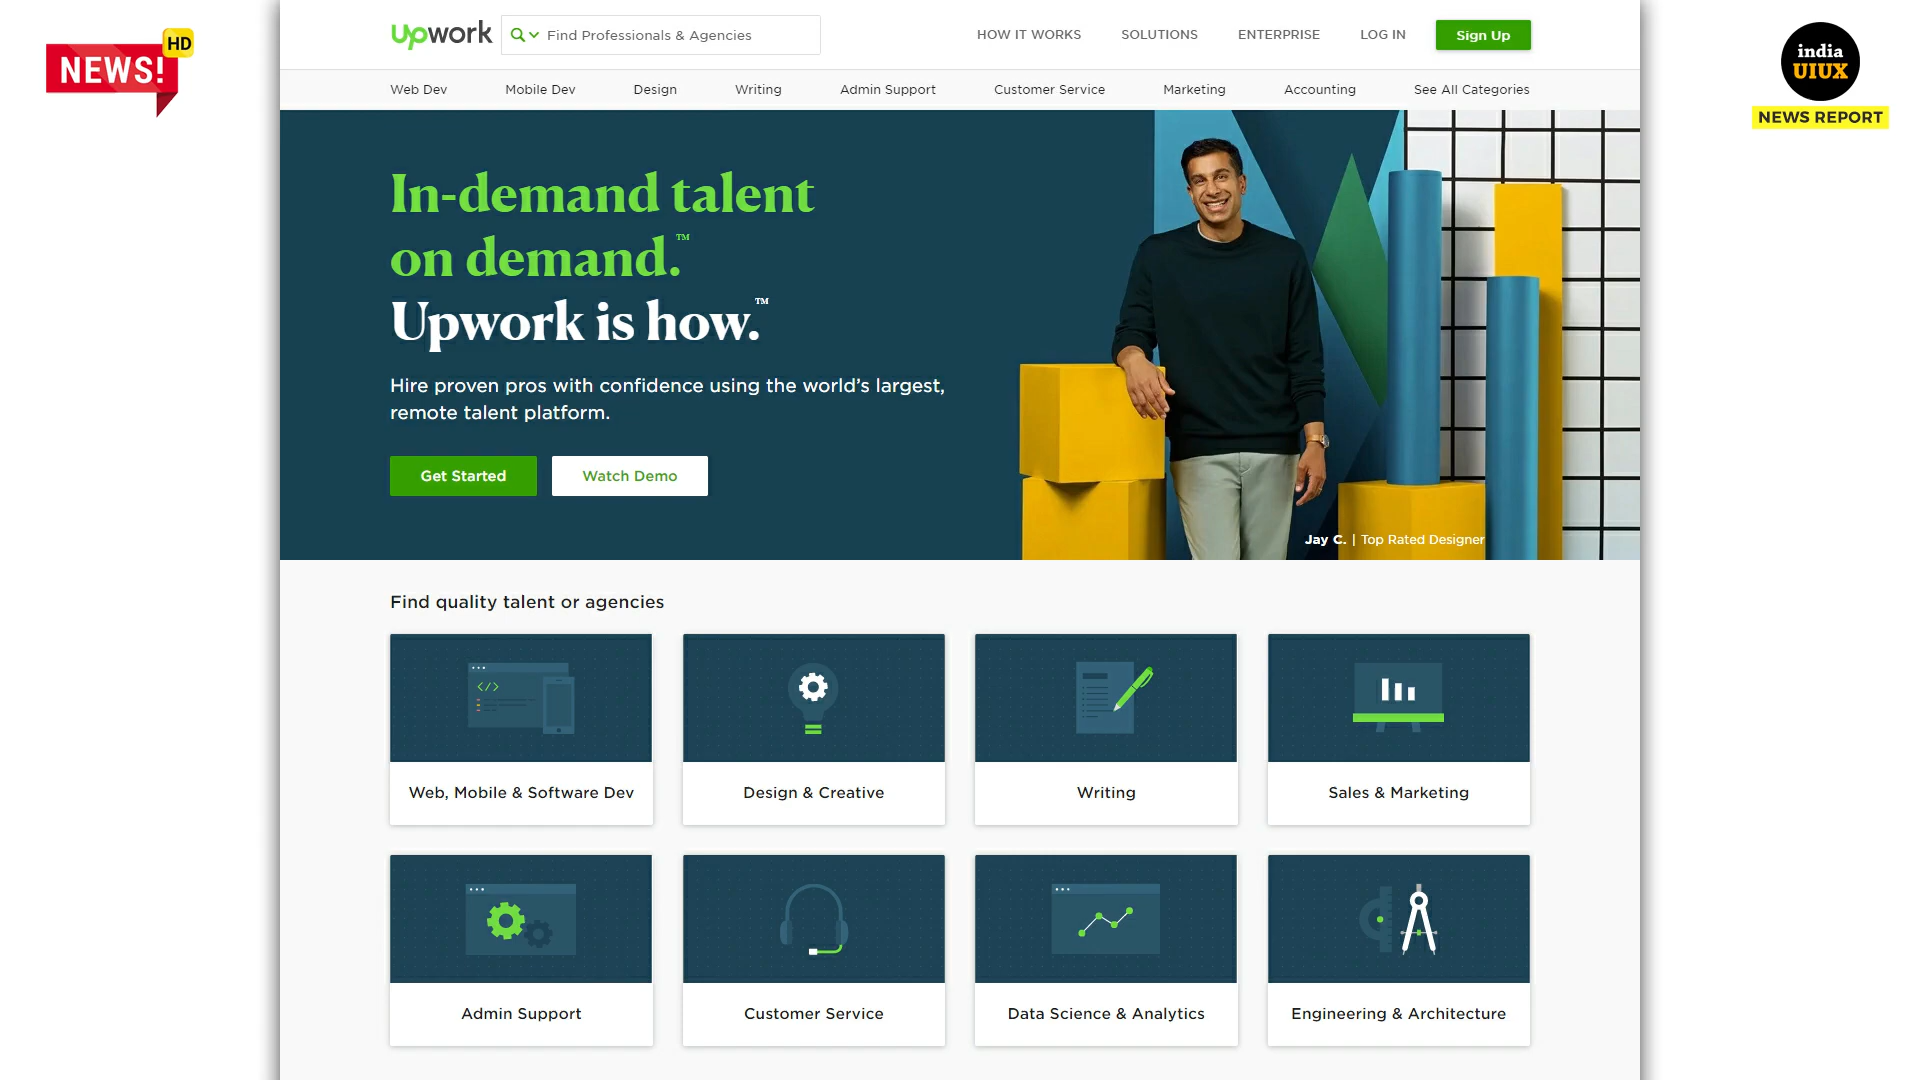 NEWS!
HD
Upwork
Find Professionals & Agencies
HOW IT WORKS
SOLUTIONS
ENTERPRISE
LOG IN
Sign Up
india
UIUX
NEWS REPORT
Web Dev
Mobile Dev
Design
Writing
Admin Support
Customer Service
Marketing
Accounting
See All Categories
In-demand talent
on demand.™
Upwork is how.™
Hire proven pros with confidence using the world’s largest,
remote talent platform.
Get Started
Watch Demo
Jay C. | Top Rated Designer
Find quality talent or agencies
</>
Web, Mobile & Software Dev
Design & Creative
Writing
Sales & Marketing
Admin Support
Customer Service
Data Science & Analytics
Engineering & Architecture